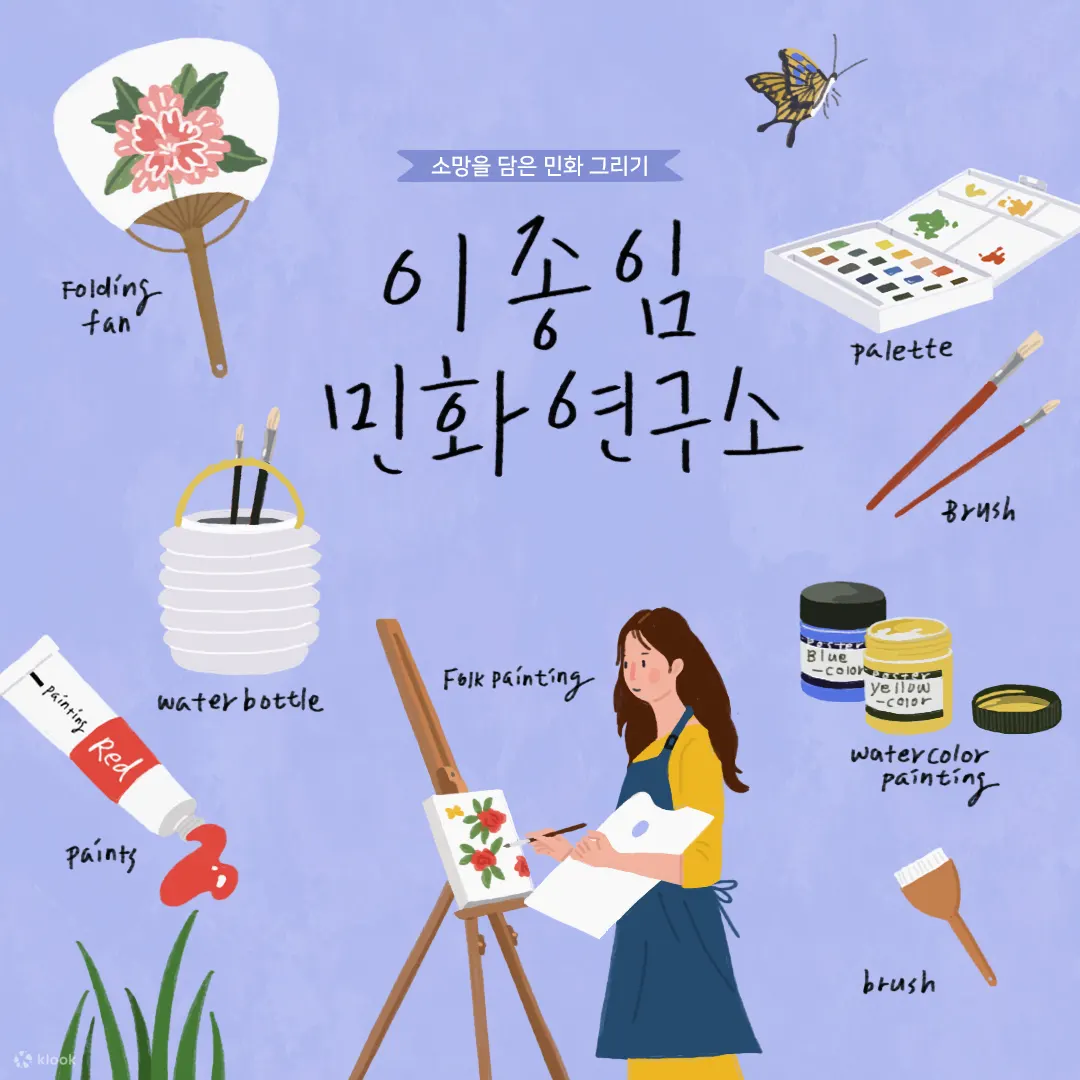 소망을 담은 민화 그리기
이종임
민화 연구소
Folding
fan
palette
Brush
water bottle
Folk painting
poster
Blue
-color
poster
yellow
-color
watercolor
painting
painting
Red
paints
brush
klook